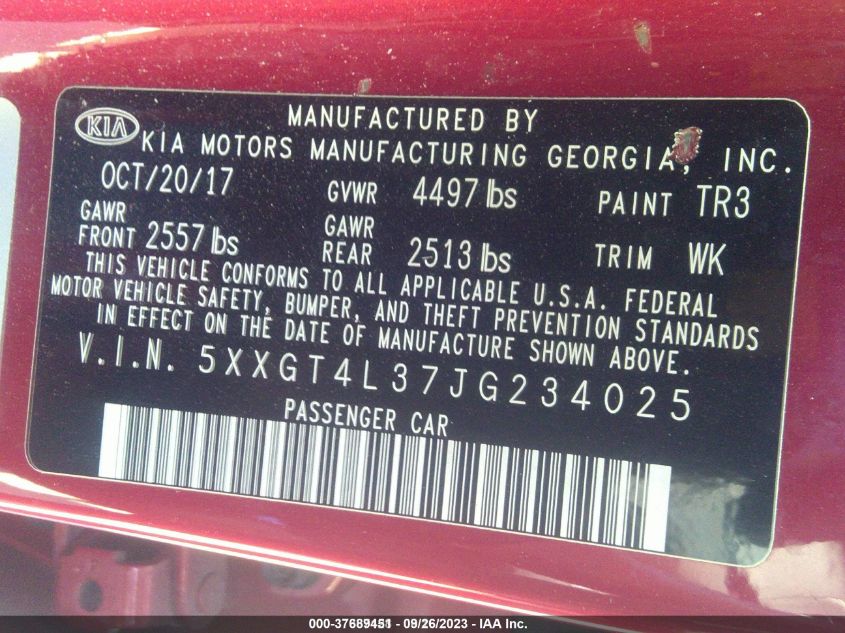 KIA
MANUFACTURED BY
KIA MOTORS MANUFACTURING GEORGIA, INC.
OCT/20/17 GVWR 4497 lbs PAINT TR3
GAWR FRONT 2557 lbs GAWR REAR 2513 lbs TRIM WK
THIS VEHICLE CONFORMS TO ALL APPLICABLE U.S.A. FEDERAL
MOTOR VEHICLE SAFETY, BUMPER, AND THEFT PREVENTION STANDARDS
IN EFFECT ON THE DATE OF MANUFACTURE SHOWN ABOVE.
V.I.N. 5XXGT4L37JG234025
PASSENGER CAR
000-37689451 - 09/26/2023 - IAA Inc.